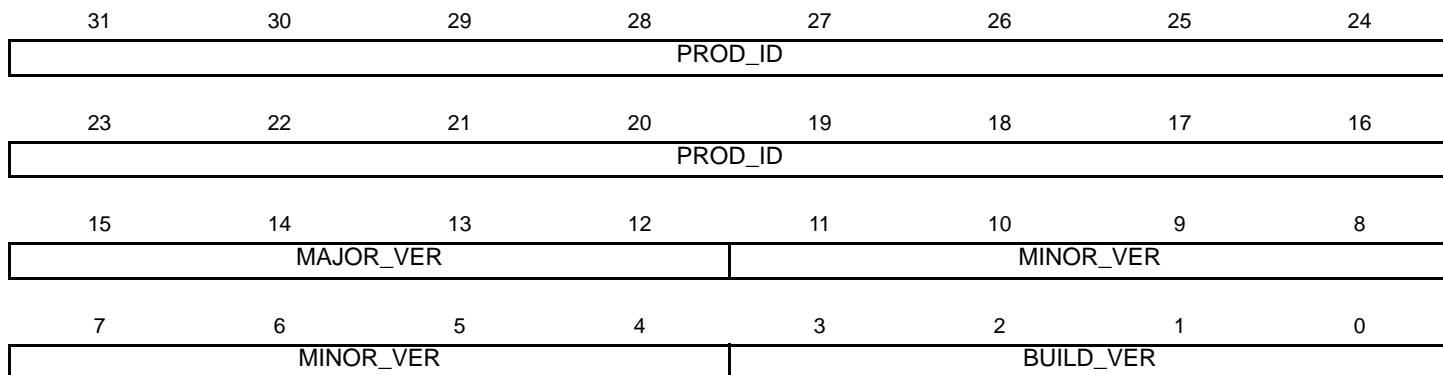 31 30 29 28 27 26 25 24
PROD_ID
23 22 21 20 19 18 17 16
PROD_ID
15 14 13 12 11 10 9 8
MAJOR_VER MINOR_VER
7 6 5 4 3 2 1 0
MINOR_VER BUILD_VER